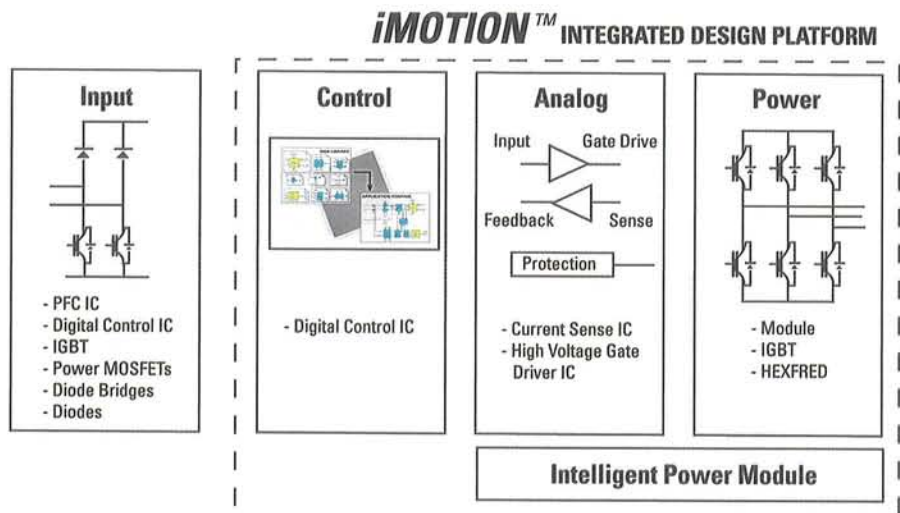 iMOTION™ INTEGRATED DESIGN PLATFORM
Input
- PFC IC
- Digital Control IC
- IGBT
- Power MOSFETs
- Diode Bridges
- Diodes
Control
- Digital Control IC
Analog
Input Gate Drive
Feedback Sense
Protection
- Current Sense IC
- High Voltage Gate
Driver IC
Power
- Module
- IGBT
- HEXFRED
Intelligent Power Module